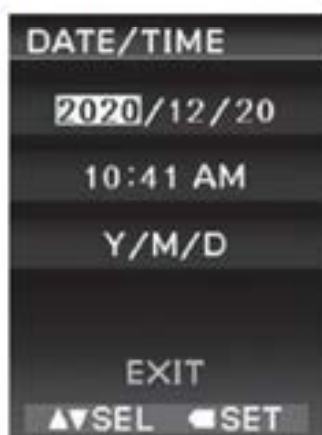 DATE/TIME
2020/12/20
10:41 AM
Y/M/D
EXIT
▲▼SEL ◀SET